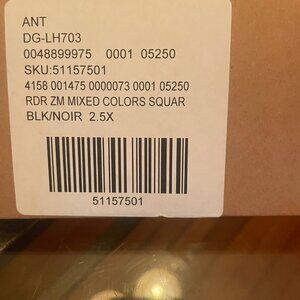 ANT
DG-LH703
0048899975 0001 05250
SKU:51157501
4158 001475 0000073 0001 05250
RDR ZM MIXED COLORS SQUAR
BLK/NOIR 2.5X
51157501